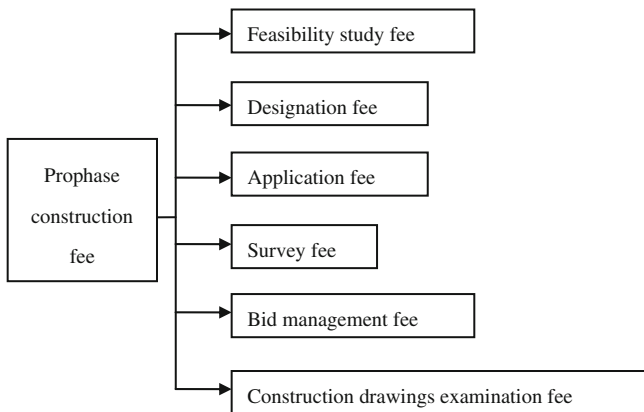 Prophase
construction
fee
Feasibility study fee
Designation fee
Application fee
Survey fee
Bid management fee
Construction drawings examination fee